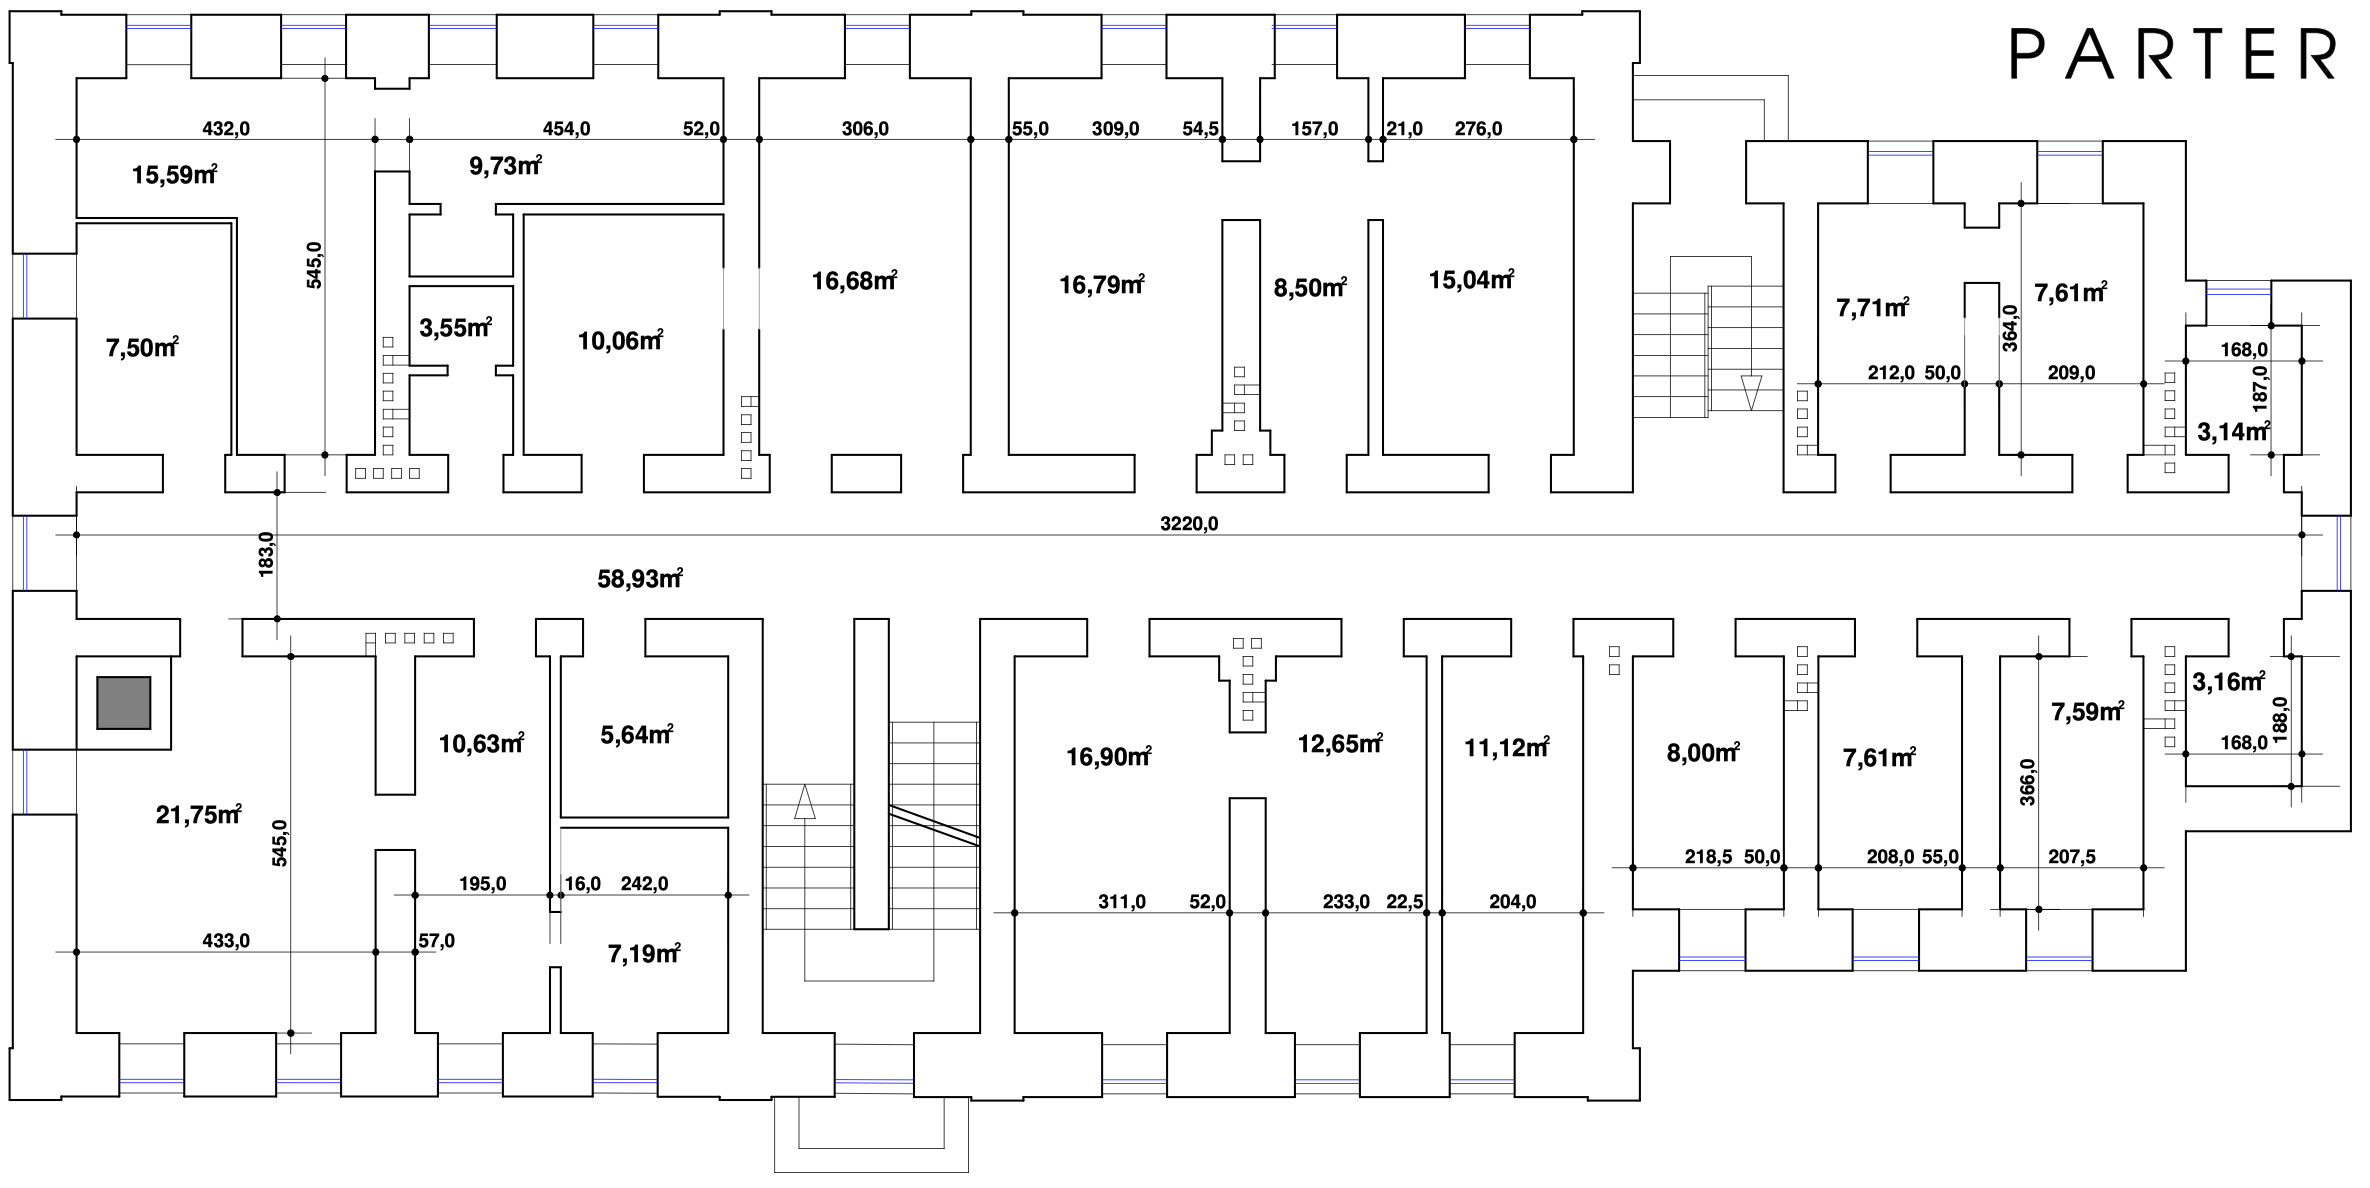 PARTER
432,0 454,0 52,0 306,0 55,0 309,0 54,5 157,0 21,0 276,0
15,59m² 9,73m²
545,0
16,68m² 16,79m² 8,50m² 15,04m² 7,71m² 7,61m²
7,50m² 3,55m² 10,06m²
364,0
168,0
212,0 50,0 209,0
187,0
3,14m²
3220,0
183,0
58,93m²
10,63m² 5,64m² 16,90m² 12,65m² 11,12m² 8,00m² 7,61m² 7,59m² 3,16m²
188,0
168,0
366,0
21,75m²
545,0
218,5 50,0 208,0 55,0 207,5
195,0 16,0 242,0
311,0 52,0 233,0 22,5 204,0
433,0 57,0
7,19m²